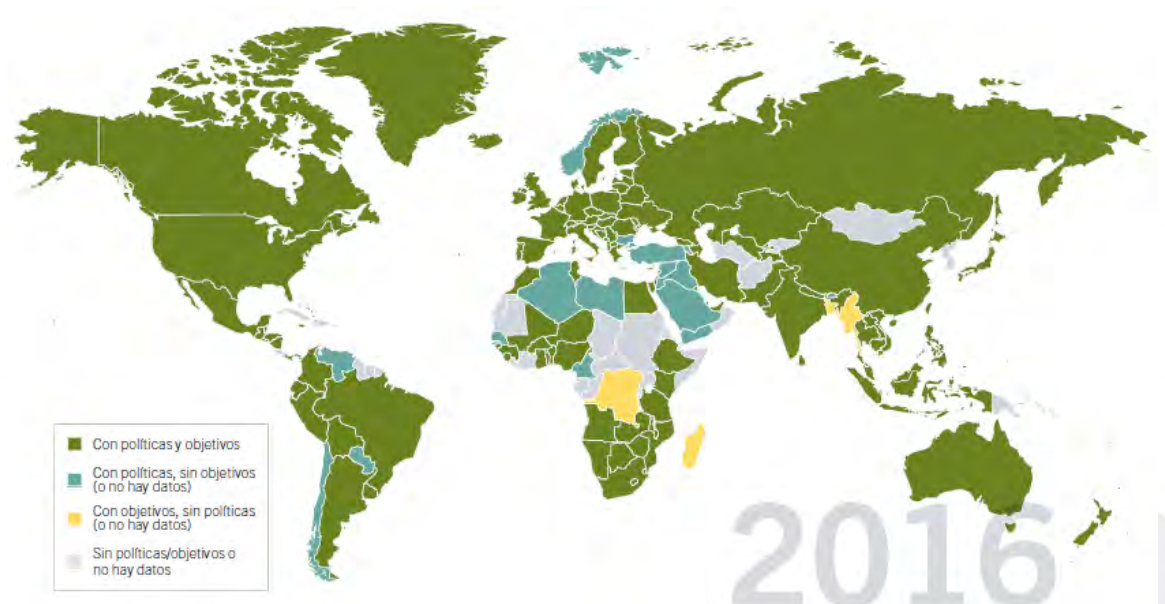 Con políticas y objetivos
Con políticas, sin objetivos
(o no hay datos)
Con objetivos, sin políticas
(o no hay datos)
Sin políticas/objetivos o
no hay datos
2016